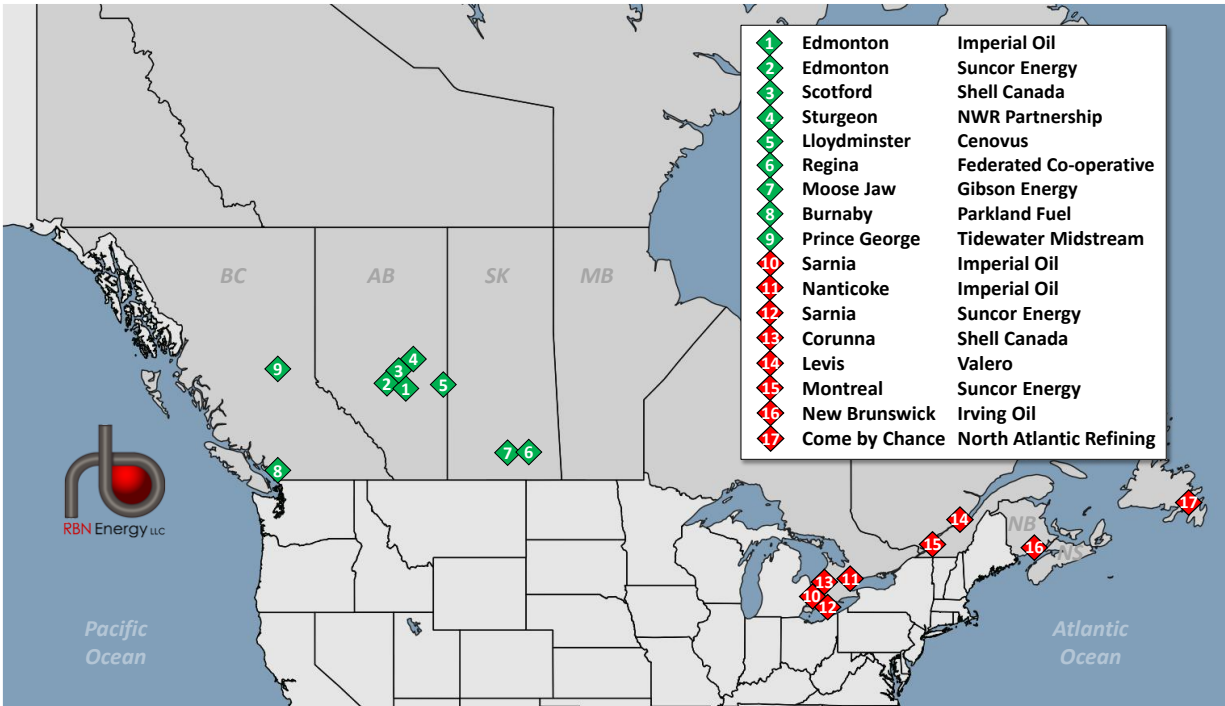 1 Edmonton Imperial Oil
2 Edmonton Suncor Energy
3 Scotford Shell Canada
4 Sturgeon NWR Partnership
5 Lloydminster Cenovus
6 Regina Federated Co-operative
7 Moose Jaw Gibson Energy
8 Burnaby Parkland Fuel
9 Prince George Tidewater Midstream
10 Sarnia Imperial Oil
11 Nanticoke Imperial Oil
12 Sarnia Suncor Energy
13 Corunna Shell Canada
14 Levis Valero
15 Montreal Suncor Energy
16 New Brunswick Irving Oil
17 Come by Chance North Atlantic Refining
BC AB SK MB
4
9 3
2 1 5
7 6
8
RBN Energy LLC
17
14
NB
15 16 NS
13 11
10
12
Pacific
Ocean
Atlantic
Ocean